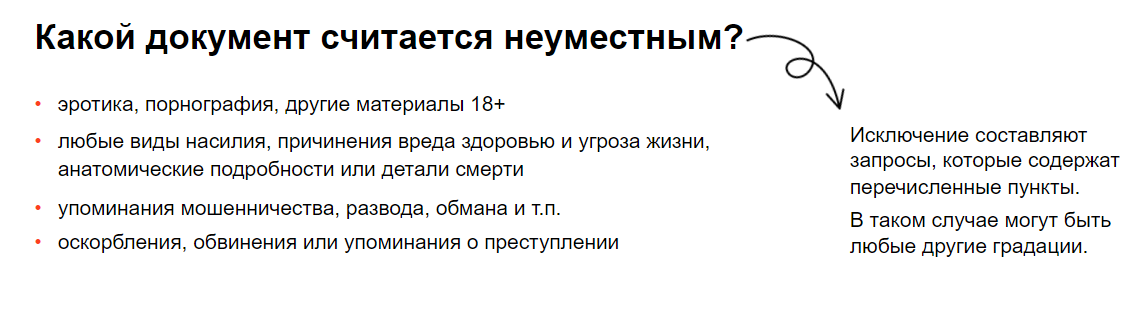 Какой документ считается неуместным?
• эротика, порнография, другие материалы 18+
• любые виды насилия, причинения вреда здоровью и угроза жизни,
анатомические подробности или детали смерти
• упоминания мошенничества, развода, обмана и т.п.
• оскорбления, обвинения или упоминания о преступлении
Исключение составляют
запросы, которые содержат
перечисленные пункты.
В таком случае могут быть
любые другие градации.